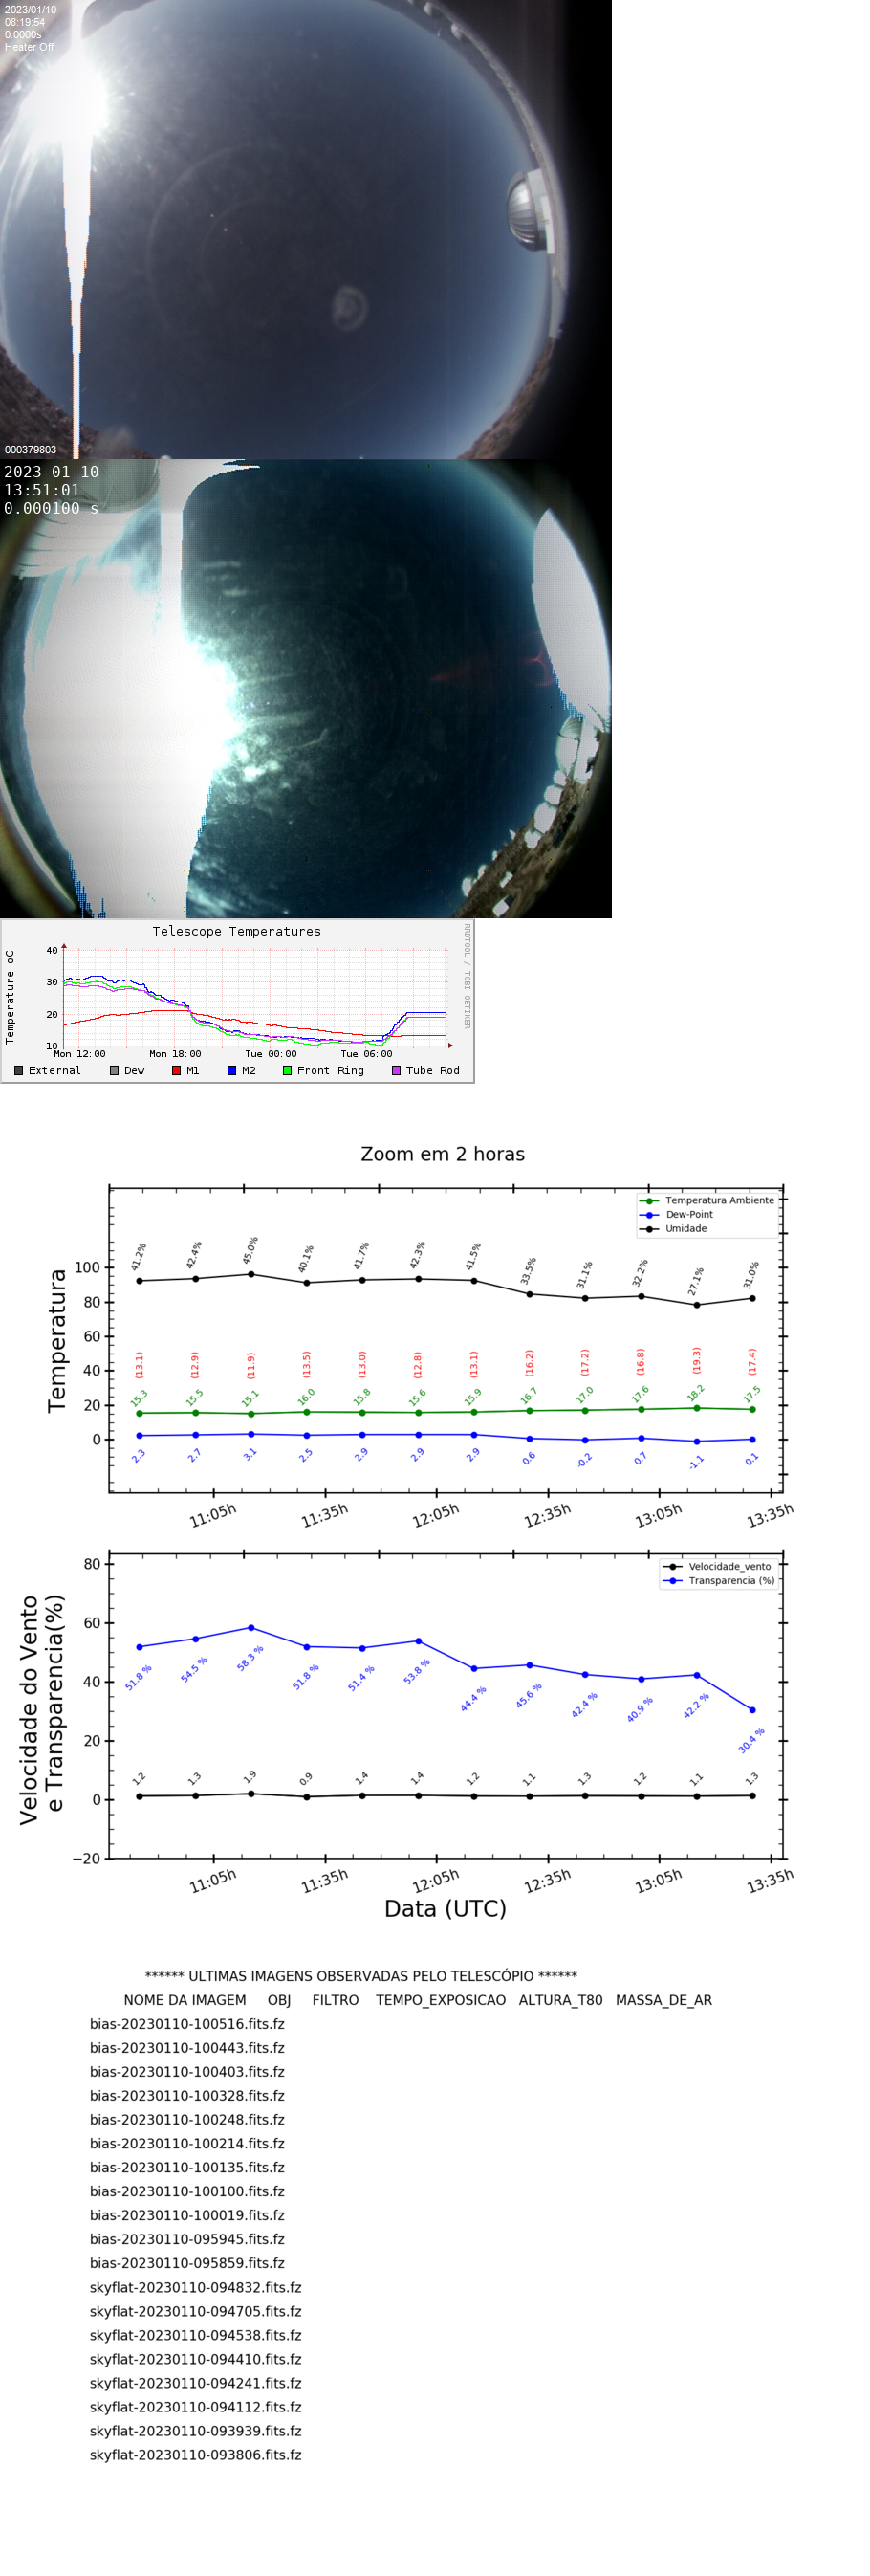 2023/01/10
08:19:54
0.0000s
Heater Off
000379803
2023-01-10
13:51:01
0.000100 s
Telescope Temperatures
RRDTOOL / TOBI OETIKER
Temperature oC
40
30
20
10
Mon 12:00 Mon 18:00 Tue 00:00 Tue 06:00
External Dew M1 M2 Front Ring Tube Rod
Zoom em 2 horas
Temperatura Ambiente
Dew-Point
Umidade
Temperatura
100
80
60
40
20
0
41.2% 42.4% 45.0% 40.1% 41.7% 42.3% 41.5% 33.5% 31.1% 32.2% 27.1% 31.0%
(13.1) (12.9) (11.9) (13.5) (13.0) (12.8) (13.1) (16.2) (17.2) (16.8) (19.3) (17.4)
15.3 15.5 15.1 16.0 15.8 15.6 15.9 16.7 17.0 17.6 18.2 17.5
2.3 2.7 3.1 2.5 2.9 2.9 2.9 0.6 -0.2 0.7 -1.1 0.1
11:05h 11:35h 12:05h 12:35h 13:05h 13:35h
Velocidade_vento
Transparencia (%)
Velocidade do Vento
e Transparencia(%)
80
60
40
20
0
−20
51.8 % 54.5 % 58.3 % 51.8 % 51.4 % 53.8 % 44.4 % 45.6 % 42.4 % 40.9 % 42.2 % 30.4 %
1.2 1.3 1.9 0.9 1.4 1.4 1.2 1.1 1.3 1.2 1.1 1.3
11:05h 11:35h 12:05h 12:35h 13:05h 13:35h
Data (UTC)
****** ULTIMAS IMAGENS OBSERVADAS PELO TELESCÓPIO ******
NOME DA IMAGEM OBJ FILTRO TEMPO_EXPOSICAO ALTURA_T80 MASSA_DE_AR
bias-20230110-100516.fits.fz
bias-20230110-100443.fits.fz
bias-20230110-100403.fits.fz
bias-20230110-100328.fits.fz
bias-20230110-100248.fits.fz
bias-20230110-100214.fits.fz
bias-20230110-100135.fits.fz
bias-20230110-100100.fits.fz
bias-20230110-100019.fits.fz
bias-20230110-095945.fits.fz
bias-20230110-095859.fits.fz
skyflat-20230110-094832.fits.fz
skyflat-20230110-094705.fits.fz
skyflat-20230110-094538.fits.fz
skyflat-20230110-094410.fits.fz
skyflat-20230110-094241.fits.fz
skyflat-20230110-094112.fits.fz
skyflat-20230110-093939.fits.fz
skyflat-20230110-093806.fits.fz